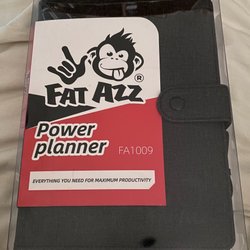 ®
FAT AZZ
Power
planner
FA1009
EVERYTHING YOU NEED FOR MAXIMUM PRODUCTIVITY